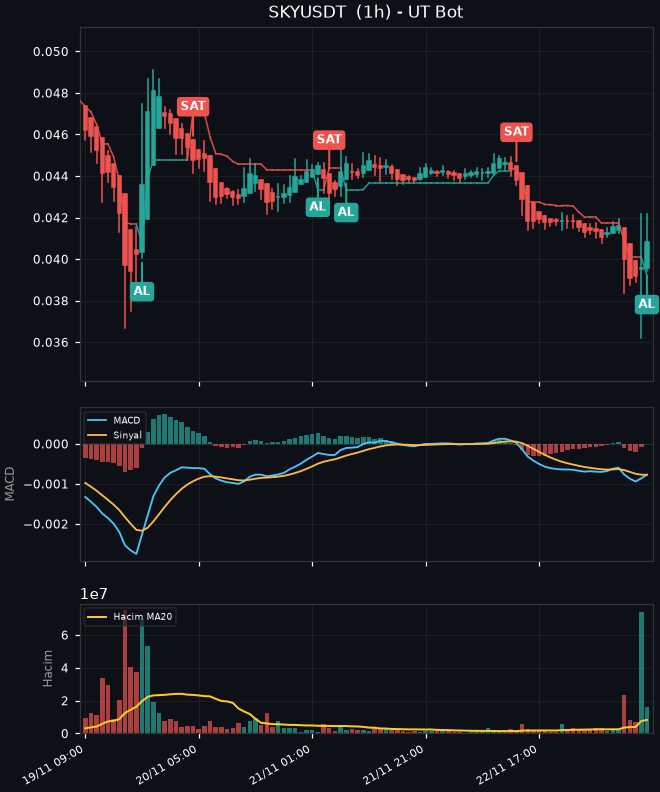 SKYUSDT (1h) - UT Bot
0.050
0.048
0.046
0.044
0.042
0.040
0.038
0.036
SAT
SAT
SAT
AL
AL
AL
AL
MACD
MACD
Sinyal
0.000
−0.001
−0.002
1e7
Hacim
Hacim MA20
6
4
2
0
19/11 09:00
20/11 05:00
21/11 01:00
21/11 21:00
22/11 17:00